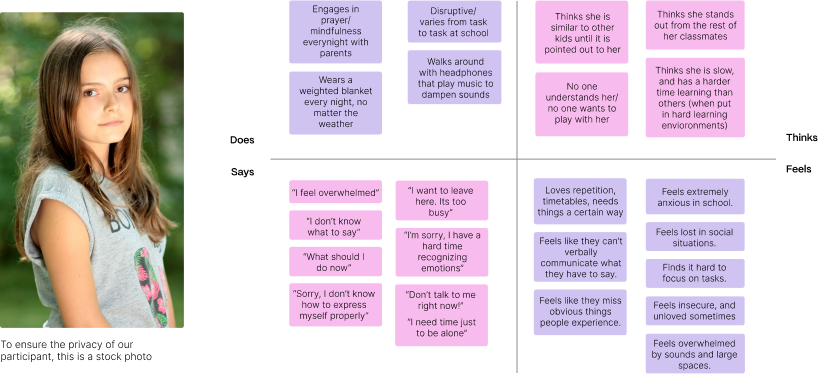 Engages in
prayer/
mindfulness
everynight with
parents
Wears a
weighted blanket
every night, no
matter the
weather
Disruptive/
varies from task
to task at school
Walks around
with headphones
that play music to
dampen sounds
Does
Thinks she is
similar to other
kids until it is
pointed out to her
No one
understands her/
no one wants to
play with her
Thinks she stands
out from the rest of
her classmates
Thinks she is slow,
and has a harder
time learning than
others (when put
in hard learning
envioronments)
Thinks
Says
"I feel overwhelmed"
"I don't know
what to say"
"What should I
do now"
"Sorry, I don't know
how to express
myself properly"
"I want to leave
here. Its too
busy"
"I'm sorry, I have a
hard time
recognizing
emotions"
"Don't talk to me
right now!"
"I need time just
to be alone"
Feels
Loves repetition,
timetables, needs
things a certain way
Feels like they can't
verbally
communicate what
they have to say.
Feels like they miss
obvious things
people experience.
Feels extremely
anxious in school.
Feels lost in social
situations.
Finds it hard to
focus on tasks.
Feels insecure, and
unloved sometimes
Feels overwhelmed
by sounds and large
spaces.
To ensure the privacy of our
participant, this is a stock photo